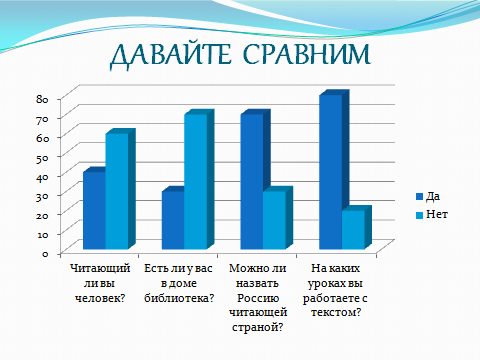 ДАВАЙТЕ СРАВНИМ
80
70
60
50
40
30
20
10
0
Читающий
ли вы
человек?
Есть ли у вас
в доме
библиотека?
Можно ли
назвать
Россию
читающей
страной?
На каких
уроках вы
работаете с
текстом?
Да
Нет